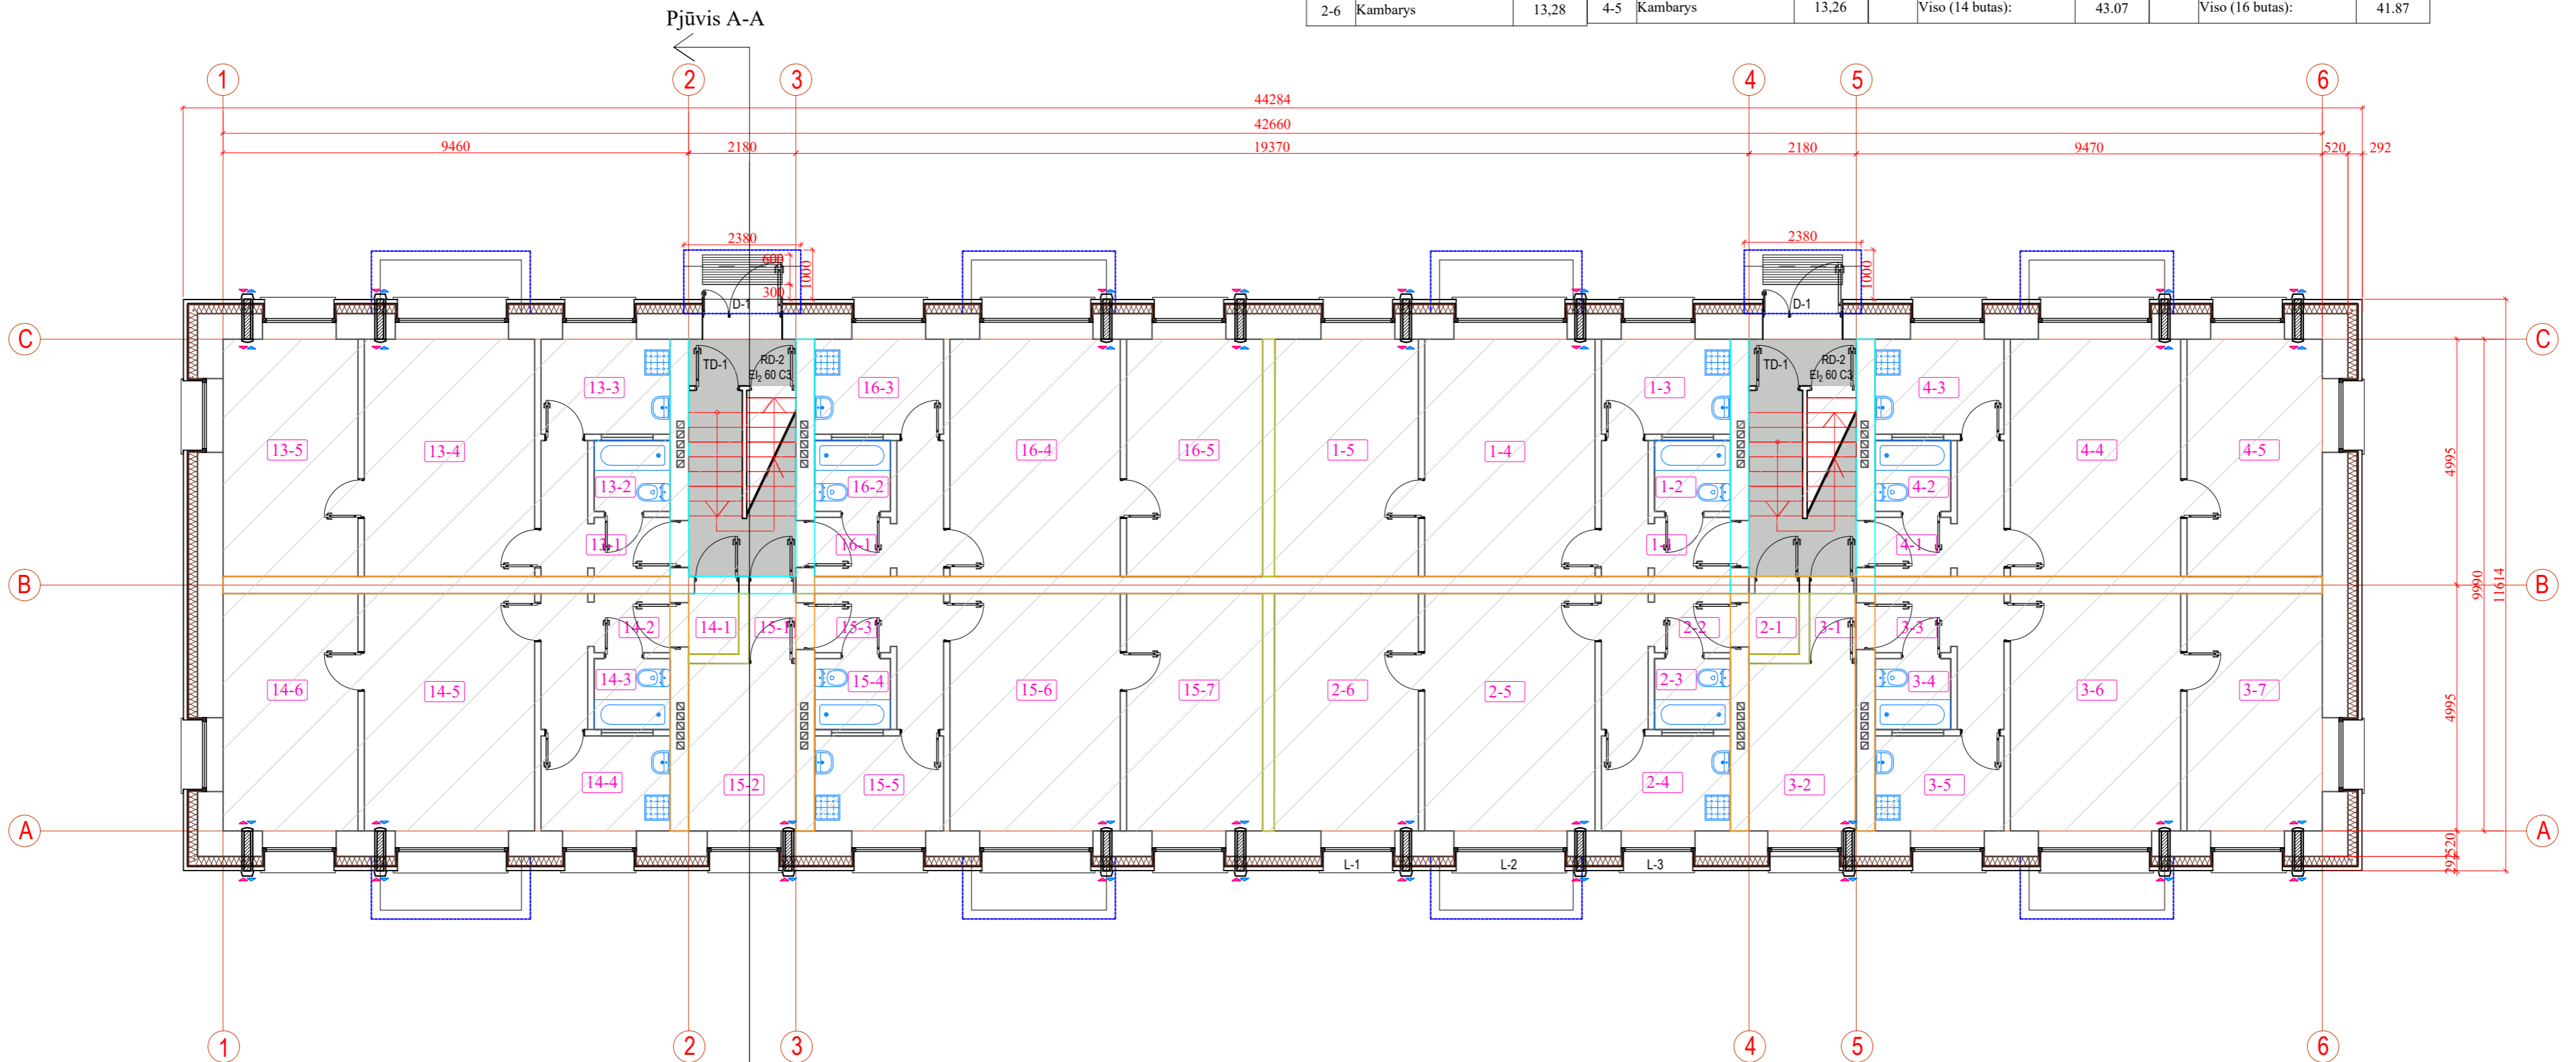 2-6 Kambarys 13,28 4-5 Kambarys 13,26 Viso (14 butas): 43.07 Viso (16 butas): 41.87
Pjūvis A-A
1 2 3 4 5 6
44284
42660
9460 2180 19370 2180 9470 520 292
2380 2380
600 1000 1000
300 D-1 D-1
C C
TD-1 RD-2 TD-1 RD-2
EI₂ 60 C3 EI₂ 60 C3
13-3 16-3 1-3 4-3
13-5 13-4 16-4 16-5 1-5 1-4 4-4 4-5 4995
13-2 16-2 1-2 4-2
13-1 16-1 4-1
B B
9990 11614
14-2 14-1 15-1 15-3 2-2 2-1 3-1 3-3
14-6 14-5 14-3 15-4 15-6 15-7 2-6 2-5 2-3 3-4 3-6 3-7 4995
14-4 15-2 15-5 2-4 3-2 3-5
A A
520
L-1 L-2 L-3 292
1 2 3 4 5 6